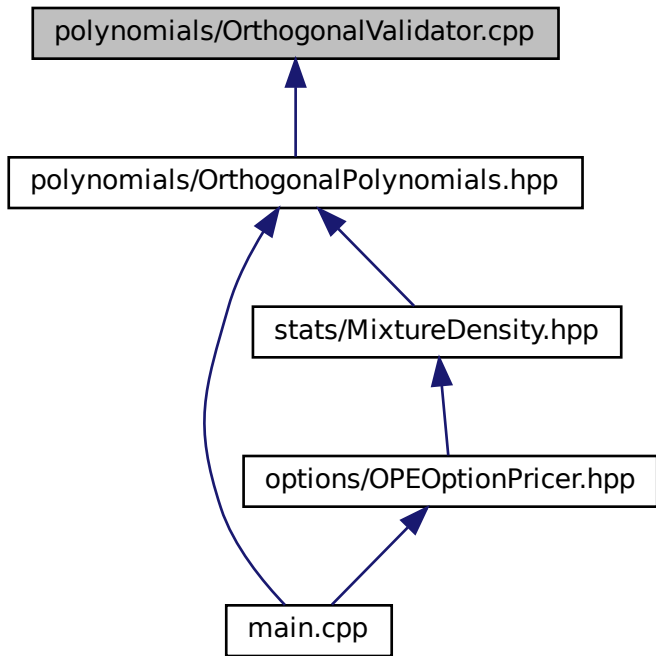 polynomials/OrthogonalValidator.cpp
polynomials/OrthogonalPolynomials.hpp
stats/MixtureDensity.hpp
options/OPEOptionPricer.hpp
main.cpp